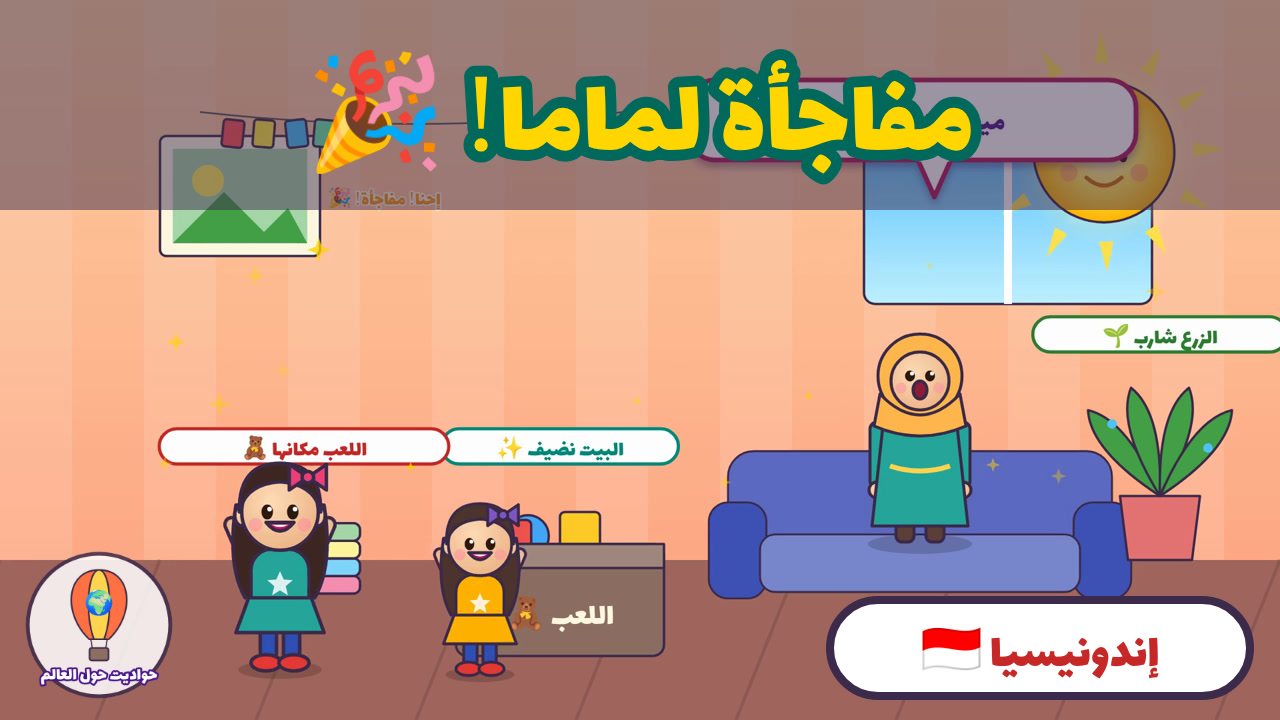 مفاجأة لماما! 🎉
إحنا! مفاجأة! 🎉
الزرع شارب 🌱
البيت نضيف ✨
اللعب مكانها 🧸
اللعب 🧸
إندونيسيا 🇮🇩
حواديت حول العالم